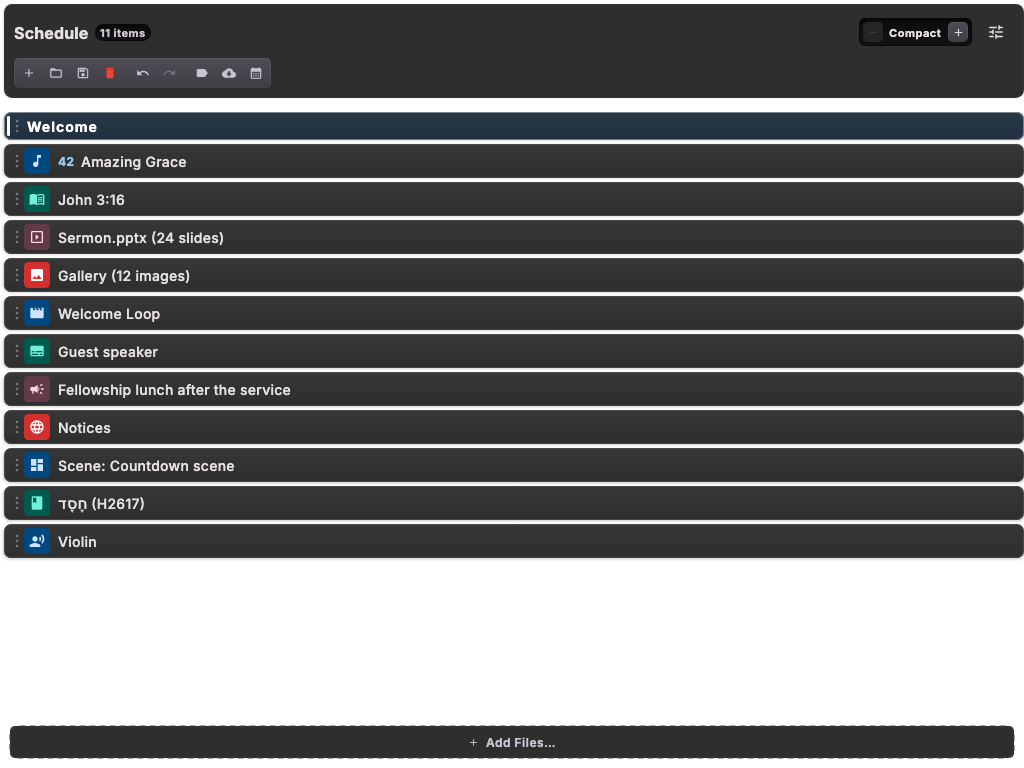 Schedule 11 items
Compact
Welcome
42 Amazing Grace
John 3:16
Sermon.pptx (24 slides)
Gallery (12 images)
Welcome Loop
Guest speaker
Fellowship lunch after the service
Notices
Scene: Countdown scene
חֶסֶד (H2617)
Violin
Add Files...